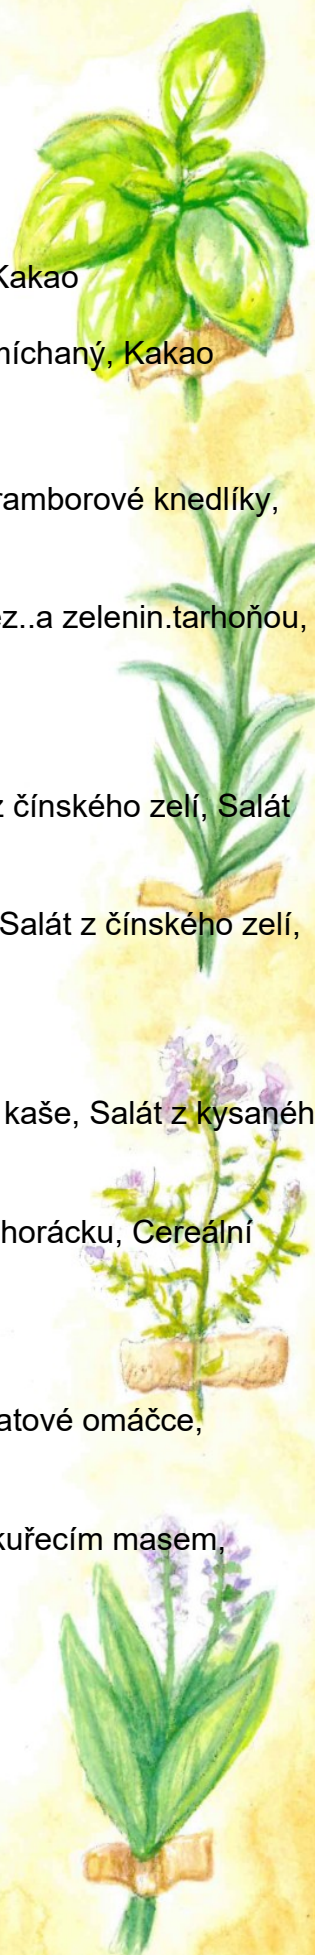 Kakao
míchaný, Kakao
ramborové knedlíky,
ez..a zelenin.tarhoňou,
z čínského zelí, Salát
Salát z čínského zelí,
kaše, Salát z kysanéh
horácku, Cereální
atové omáčce,
kuřecím masem,